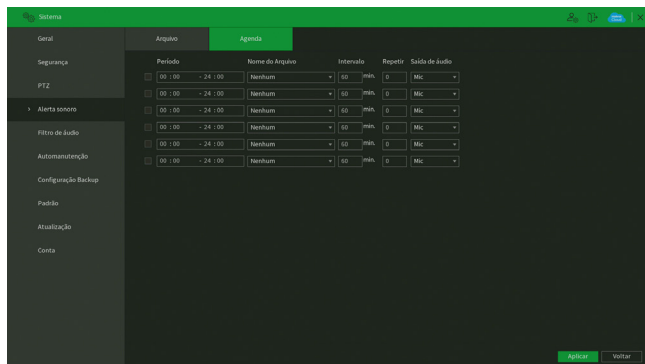 Sistema
Geral
Segurança
PTZ
Alerta sonoro
Filtro de áudio
Automanutenção
Configuração Backup
Padrão
Atualização
Conta
Arquivo Agenda
Período Nome do Arquivo Intervalo Repetir Saída de áudio
00 : 00 - 24 : 00 Nenhum 60 min. 0 Mic
00 : 00 - 24 : 00 Nenhum 60 min. 0 Mic
00 : 00 - 24 : 00 Nenhum 60 min. 0 Mic
00 : 00 - 24 : 00 Nenhum 60 min. 0 Mic
00 : 00 - 24 : 00 Nenhum 60 min. 0 Mic
00 : 00 - 24 : 00 Nenhum 60 min. 0 Mic
Aplicar Voltar